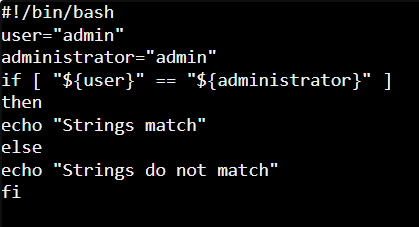 #!/bin/bash
user="admin"
administrator="admin"
if [ "${user}" == "${administrator}" ]
then
echo "Strings match"
else
echo "Strings do not match"
fi